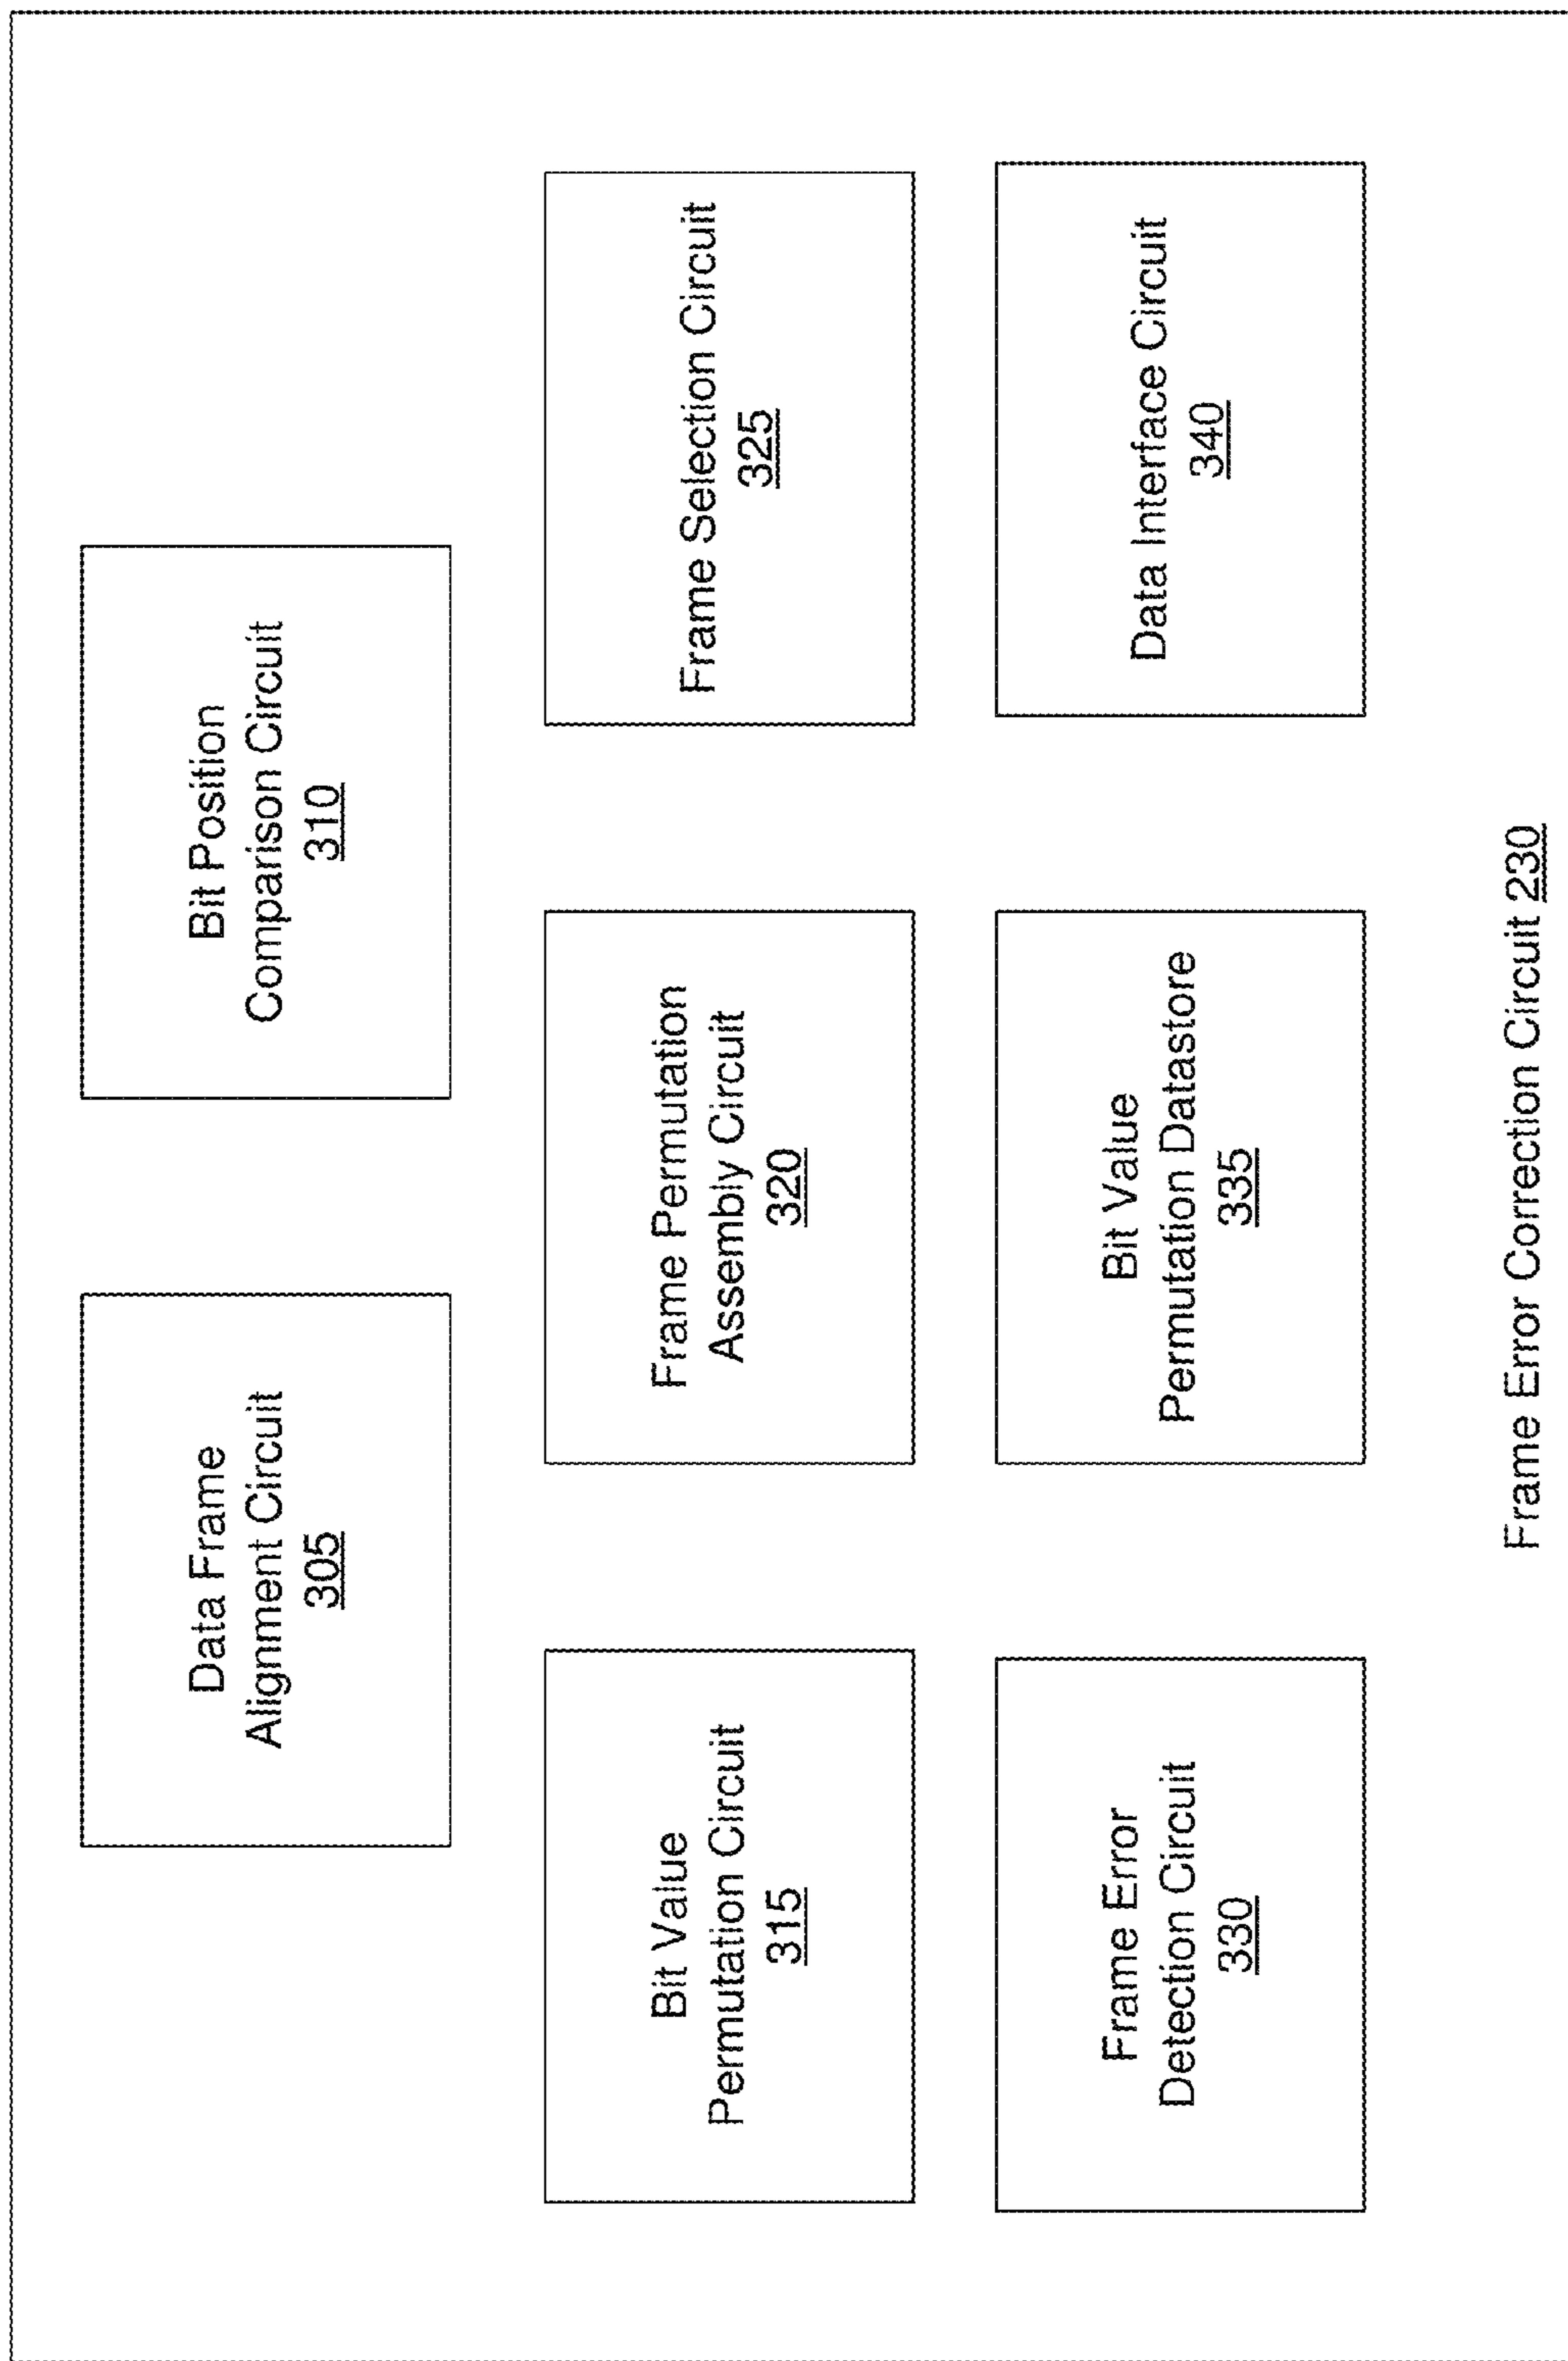 Data Frame
Alignment Circuit
305
Bit Position
Comparison Circuit
310
Bit Value
Permutation Circuit
315
Frame Permutation
Assembly Circuit
320
Frame Selection Circuit
325
Frame Error
Detection Circuit
330
Bit Value
Permutation Datastore
335
Data Interface Circuit
340
Frame Error Correction Circuit 230